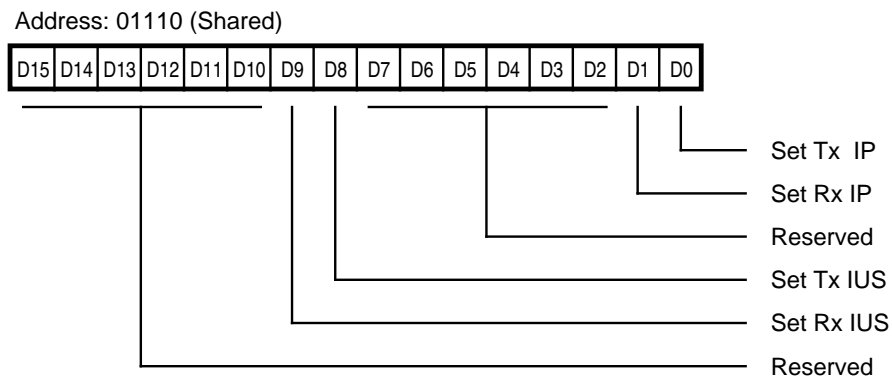 Address: 01110 (Shared)
D15 D14 D13 D12 D11 D10 D9 D8 D7 D6 D5 D4 D3 D2 D1 D0
Set Tx IP
Set Rx IP
Reserved
Set Tx IUS
Set Rx IUS
Reserved